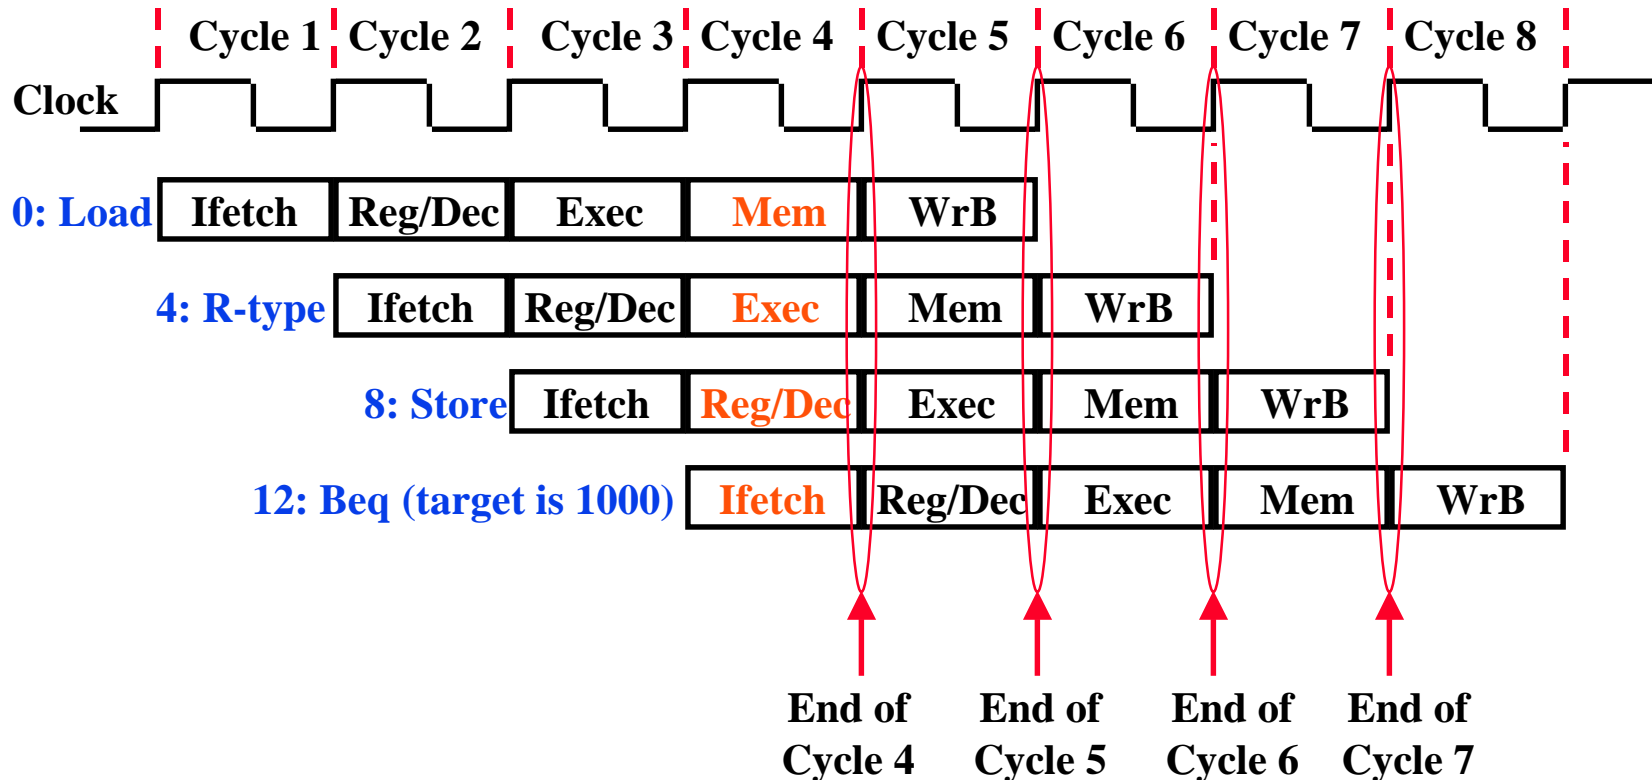 Cycle 1 Cycle 2 Cycle 3 Cycle 4 Cycle 5 Cycle 6 Cycle 7 Cycle 8
Clock
0: Load Ifetch Reg/Dec Exec Mem WrB
4: R-type Ifetch Reg/Dec Exec Mem WrB
8: Store Ifetch Reg/Dec Exec Mem WrB
12: Beq (target is 1000) Ifetch Reg/Dec Exec Mem WrB
End of End of End of End of
Cycle 4 Cycle 5 Cycle 6 Cycle 7